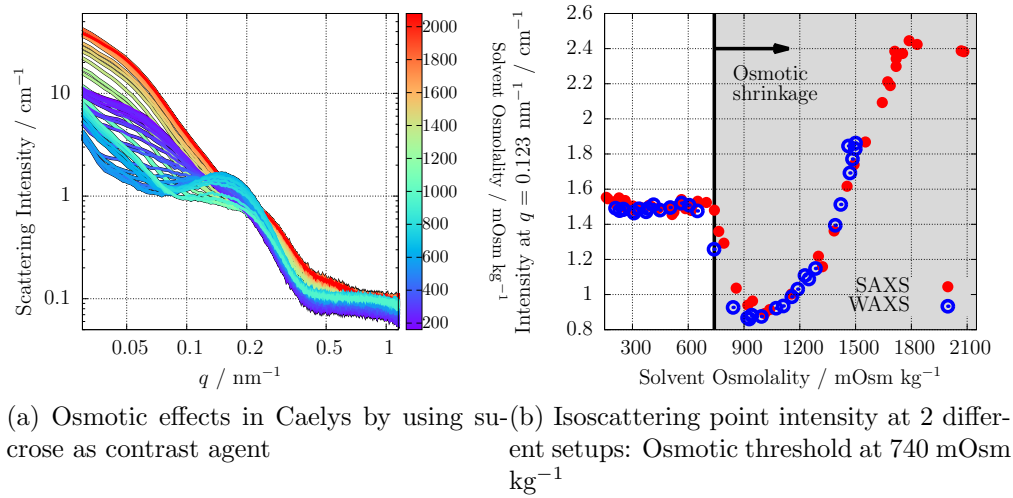 Scattering Intensity / cm⁻¹
10
1
0.1
0.05
0.1
0.2
0.5
1
q / nm⁻¹
2000
1800
1600
1400
1200
1000
800
600
400
200
Solvent Osmolality / mOsm kg⁻¹
Intensity at q = 0.123 nm⁻¹ / cm⁻¹
2.6
2.4
2.2
2
1.8
1.6
1.4
1.2
1
0.8
Osmotic
shrinkage
SAXS
WAXS
300
600
900
1200
1500
1800
2100
Solvent Osmolality / mOsm kg⁻¹
(a) Osmotic effects in Caelys by using su-
crose as contrast agent
(b) Isoscattering point intensity at 2 differ-
ent setups: Osmotic threshold at 740 mOsm
kg⁻¹